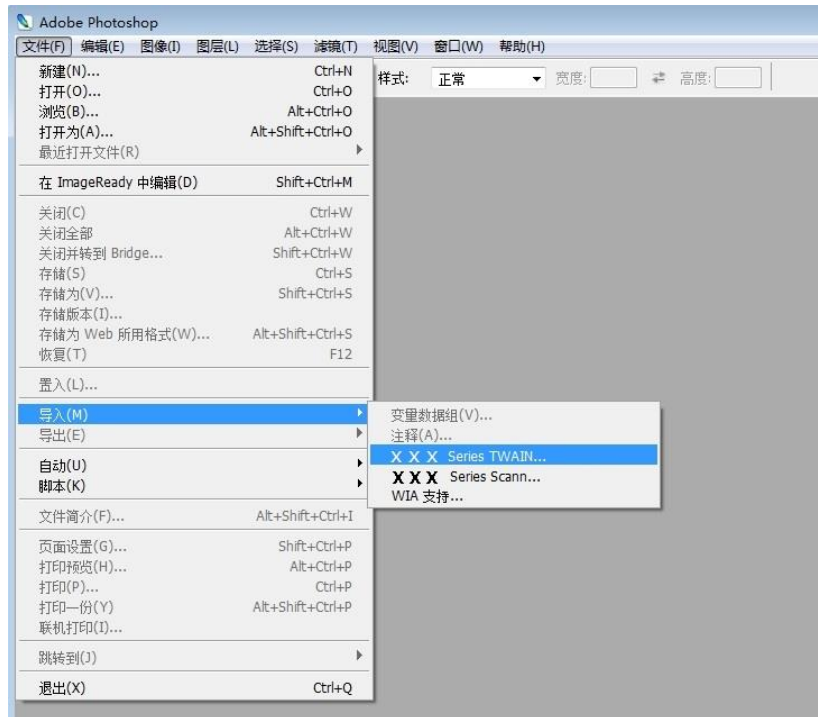 Adobe Photoshop
文件(F) 编辑(E) 图像(I) 图层(L) 选择(S) 滤镜(T) 视图(V) 窗口(W) 帮助(H)
样式: 正常 宽度: 高度:
新建(N)... Ctrl+N
打开(O)... Ctrl+O
浏览(B)... Alt+Ctrl+O
打开为(A)... Alt+Shift+Ctrl+O
最近打开文件(R)
在 ImageReady 中编辑(D) Shift+Ctrl+M
关闭(C) Ctrl+W
关闭全部 Alt+Ctrl+W
关闭并转到 Bridge... Shift+Ctrl+W
存储(S) Ctrl+S
存储为(V)... Shift+Ctrl+S
存储版本(I)...
存储为 Web 所用格式(W)... Alt+Shift+Ctrl+S
恢复(T) F12
置入(L)...
导入(M)
导出(E)
自动(U)
脚本(K)
文件简介(F)... Alt+Shift+Ctrl+I
页面设置(G)... Shift+Ctrl+P
打印预览(H)... Alt+Ctrl+P
打印(P)... Ctrl+P
打印一份(Y) Alt+Shift+Ctrl+P
联机打印(I)...
跳转到(J)
退出(X) Ctrl+Q
变量数据组(V)...
注释(A)...
X X X Series TWAIN...
X X X Series Scann...
WIA 支持...